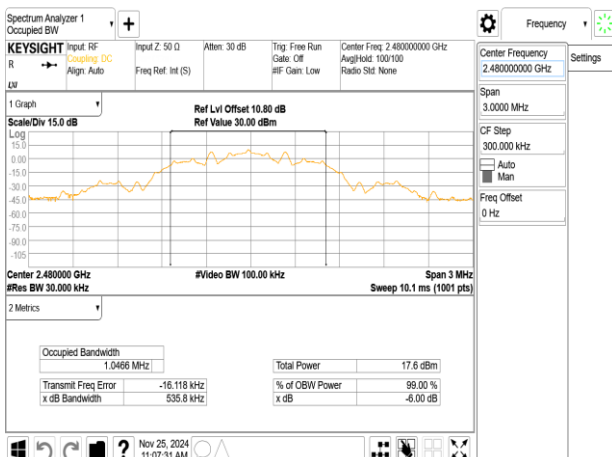 Spectrum Analyzer 1
Occupied BW
Frequency
KEYSIGHT
R
Input: RF
Coupling: DC
Align: Auto
Input Z: 50 Ω
Freq Ref: Int (S)
Atten: 30 dB
Trig: Free Run
Gate: Off
#IF Gain: Low
Center Freq: 2.480000000 GHz
Avg|Hold: 100/100
Radio Std: None
Center Frequency
2.480000000 GHz
Settings
Span
3.0000 MHz
CF Step
300.000 kHz
Auto
Man
Freq Offset
0 Hz
1 Graph
Scale/Div 15.0 dB
Ref Lvl Offset 10.80 dB
Ref Value 30.00 dBm
Log
15.0
0.00
-15.0
-30.0
-45.0
-60.0
-75.0
-90.0
-105
Center 2.480000 GHz
#Res BW 30.000 kHz
#Video BW 100.00 kHz
Span 3 MHz
Sweep 10.1 ms (1001 pts)
2 Metrics
Occupied Bandwidth
1.0466 MHz
Total Power 17.6 dBm
Transmit Freq Error -16.118 kHz
% of OBW Power 99.00 %
x dB Bandwidth 535.8 kHz
x dB -6.00 dB
?
Nov 25, 2024
11:07:31 AM